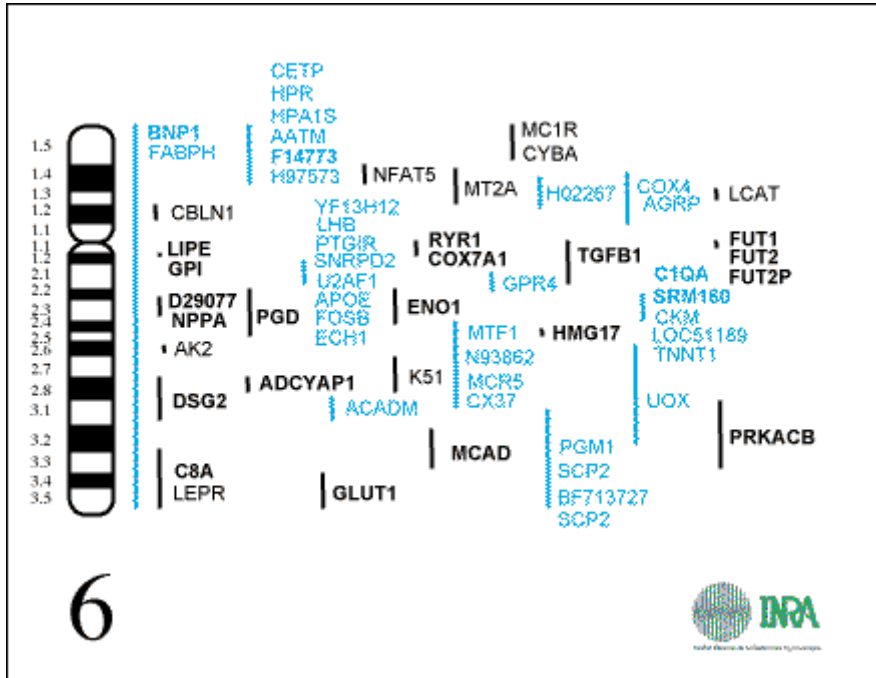 1.5
1.4
1.3
1.2
1.1
1.1
1.2
2.1
2.2
2.3
2.4
2.5
2.6
2.7
2.8
3.1
3.2
3.3
3.4
3.5
BNP1
FABPH
CBLN1
LIPE
GPI
D29077
NPPA
AK2
DSG2
C8A
LEPR
CETP
HPR
MPA1S
AATM
F14773
H97573
PGD
ADCYAP1
YF13H12
LHB
PTGIR
SNRPD2
U2AF1
APOE
FOSB
ECH1
ACADM
GLUT1
NFAT5
RYR1
COX7A1
ENO1
K51
MCAD
MT2A
GPR4
MTF1
N93862
MCR5
CX37
MC1R
CYBA
HQ2267
TGFB1
HMG17
PGM1
SCP2
BF713727
SCP2
COX4
AGRP
C1QA
SRM160
CKM
LOC51189
TNNT1
UOX
LCAT
FUT1
FUT2
FUT2P
PRKACB
6
INRA